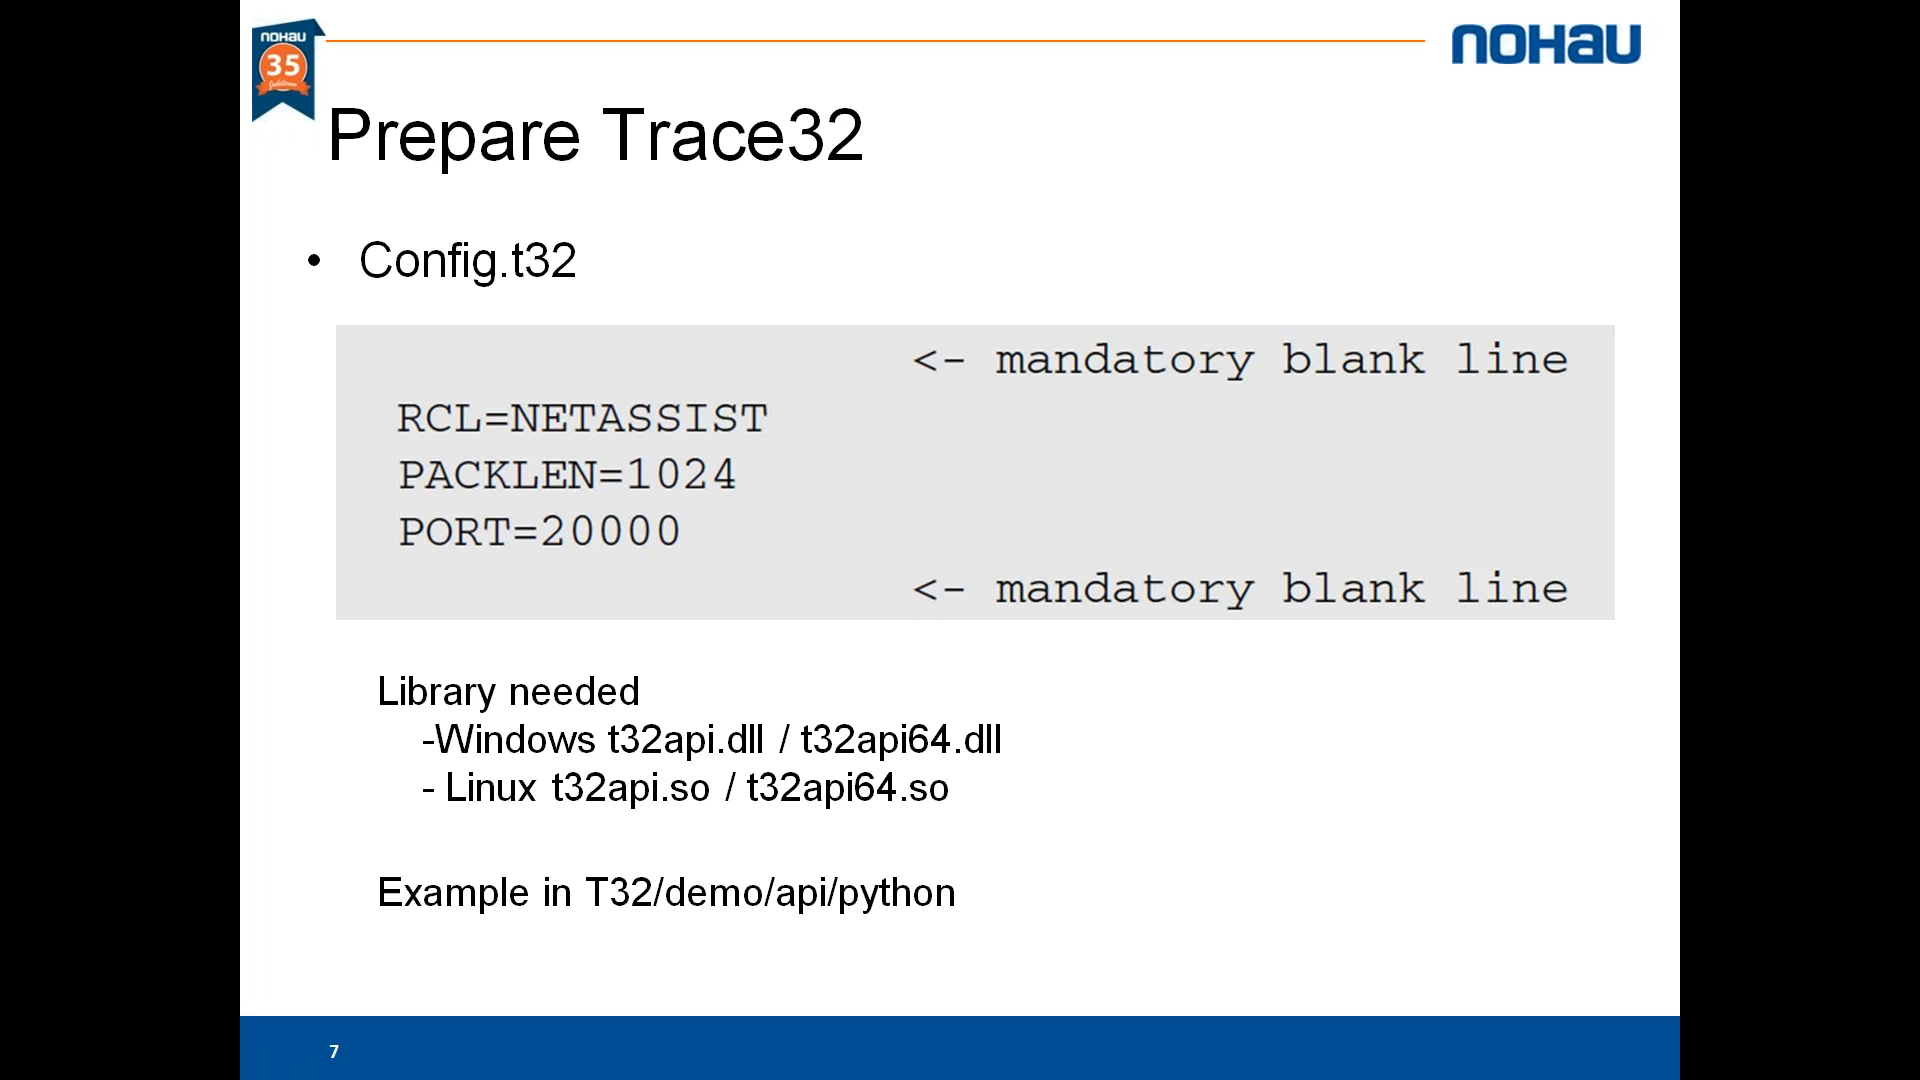 nohau
35
Jubileum
nohau
Prepare Trace32
• Config.t32
<- mandatory blank line
RCL=NETASSIST
PACKLEN=1024
PORT=20000
<- mandatory blank line
Library needed
-Windows t32api.dll / t32api64.dll
- Linux t32api.so / t32api64.so
Example in T32/demo/api/python
7